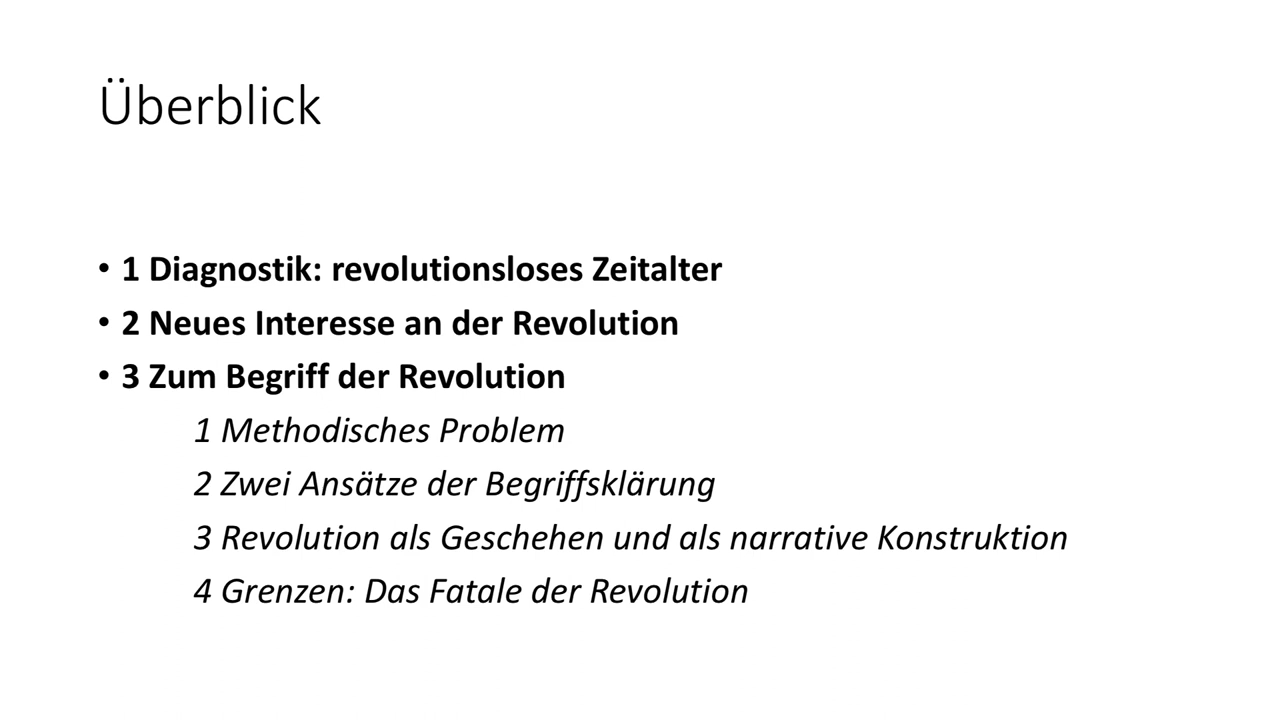 Überblick
• 1 Diagnostik: revolutionsloses Zeitalter
• 2 Neues Interesse an der Revolution
• 3 Zum Begriff der Revolution
1 Methodisches Problem
2 Zwei Ansätze der Begriffsklärung
3 Revolution als Geschehen und als narrative Konstruktion
4 Grenzen: Das Fatale der Revolution